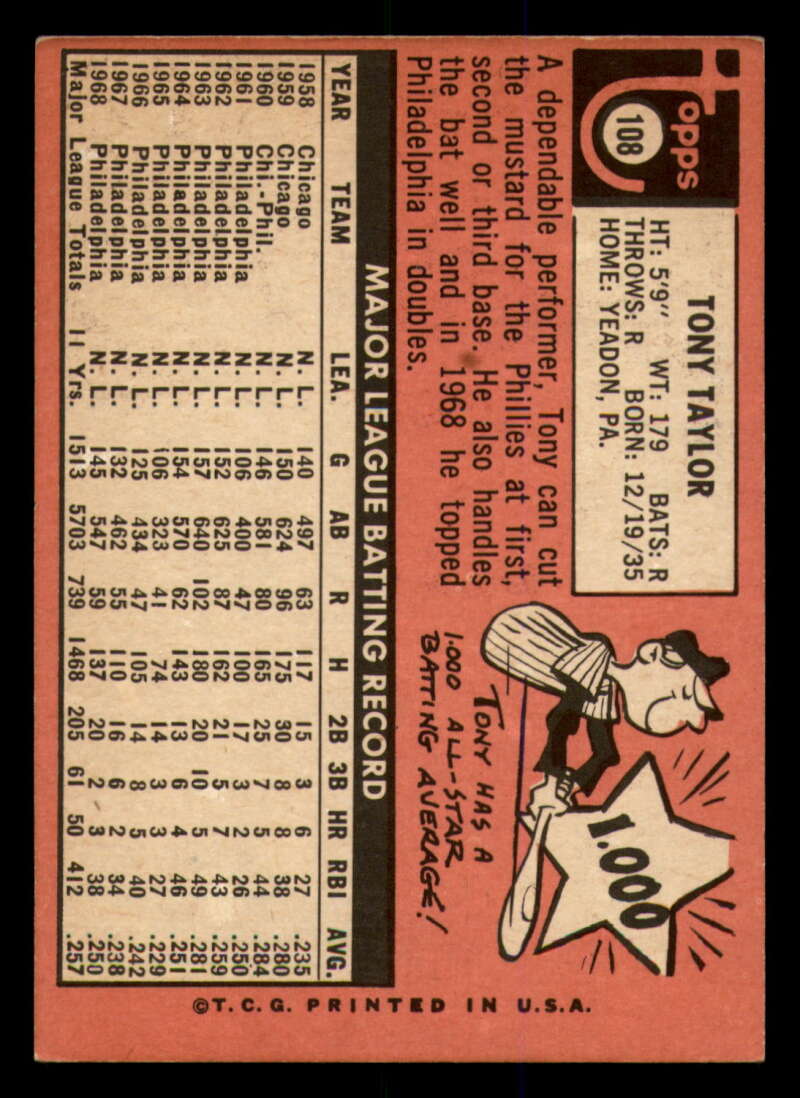 Topps
108
TONY TAYLOR
HT: 5'9" WT: 179 BATS: R
THROWS: R BORN: 12/19/35
HOME: YEADON, PA.
A dependable performer, Tony can cut
the mustard for the Phillies at first,
second or third base. He also handles
the bat well and in 1968 he topped
Philadelphia in doubles.
1.000
TONY HAS A
1.000 ALL-STAR
BATTING AVERAGE!
MAJOR LEAGUE BATTING RECORD
YEAR TEAM LEA. G AB R H 2B 3B HR RBI AVG.
1958 Chicago N. L. 140 497 63 117 15 3 6 27 .235
1959 Chicago N. L. 150 624 96 175 30 8 8 38 .280
1960 Chi.-Phil. N. L. 146 581 80 165 25 7 5 44 .284
1961 Philadelphia N. L. 106 400 47 100 17 3 2 26 .250
1962 Philadelphia N. L. 152 625 87 162 21 5 7 43 .259
1963 Philadelphia N. L. 157 640 102 180 20 10 5 49 .281
1964 Philadelphia N. L. 154 570 62 143 13 6 4 46 .251
1965 Philadelphia N. L. 106 323 41 74 14 3 3 27 .229
1966 Philadelphia N. L. 125 434 47 105 14 8 5 40 .242
1967 Philadelphia N. L. 132 462 55 110 16 6 2 34 .238
1968 Philadelphia N. L. 145 547 59 137 20 2 3 38 .250
Major League Totals 11 Yrs. 1513 5703 739 1468 205 61 50 412 .257
©T.C.G. PRINTED IN U.S.A.